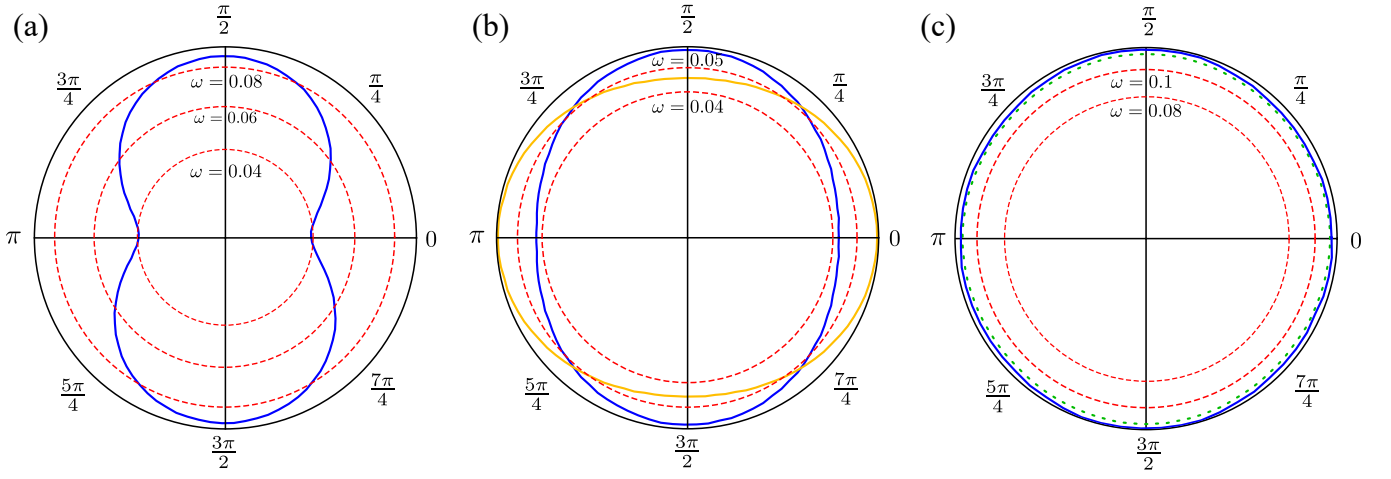 (a)
π/2
3π/4
π/4
ω = 0.08
ω = 0.06
ω = 0.04
π
0
5π/4
7π/4
3π/2
(b)
π/2
3π/4
π/4
ω = 0.05
ω = 0.04
π
0
5π/4
7π/4
3π/2
(c)
π/2
3π/4
π/4
ω = 0.1
ω = 0.08
π
0
5π/4
7π/4
3π/2